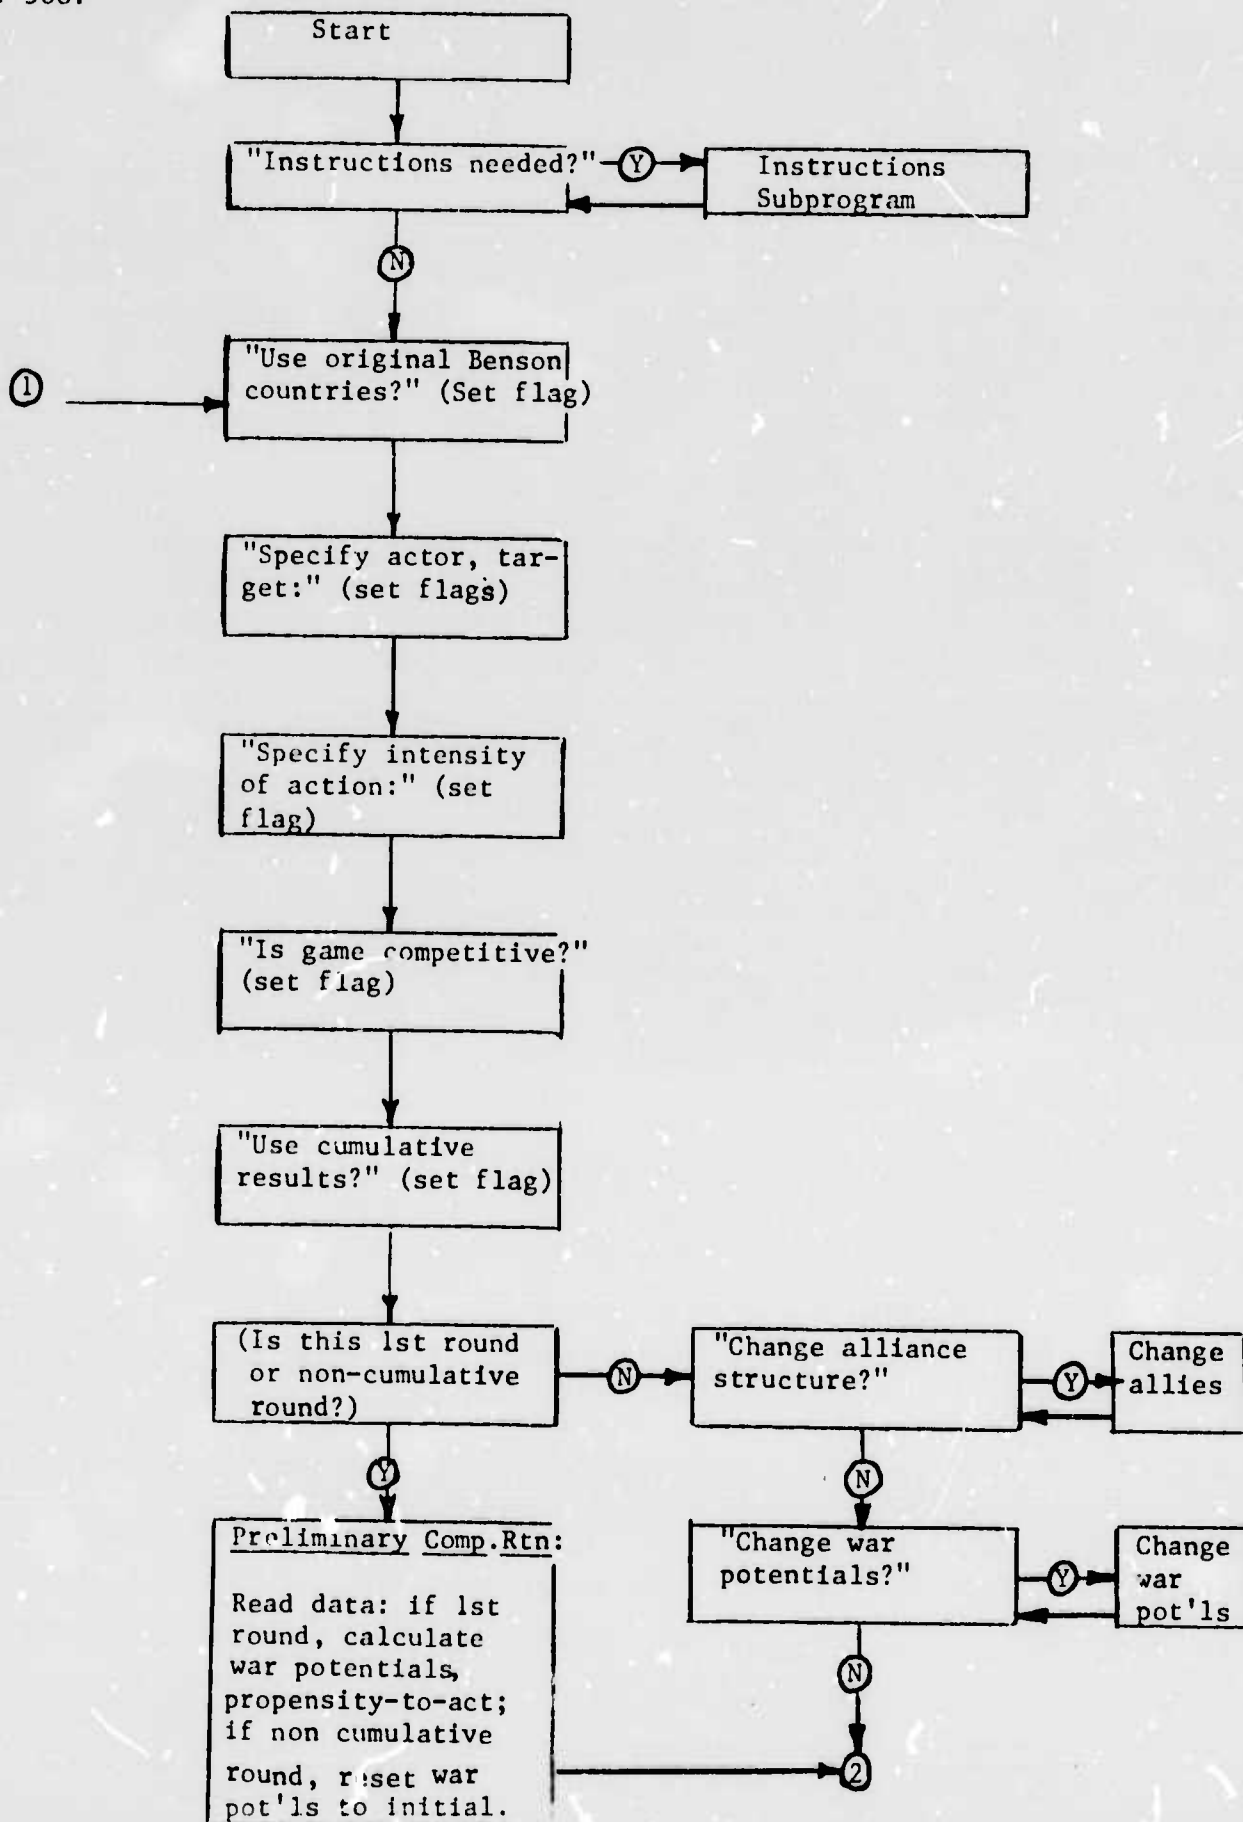 Start
"Instructions needed?"
Y
Instructions
Subprogram
N
1
"Use original Benson
countries?" (Set flag)
"Specify actor, tar-
get:" (set flags)
"Specify intensity
of action:" (set
flag)
"Is game competitive?"
(set flag)
"Use cumulative
results?" (set flag)
(Is this 1st round
or non-cumulative
round?)
N
"Change alliance
structure?"
Y
Change
allies
Y
N
Preliminary Comp.Rtn:
Read data: if 1st
round, calculate
war potentials,
propensity-to-act;
if non cumulative
round, reset war
pot'ls to initial.
"Change war
potentials?"
Y
Change
war
pot'ls
N
2